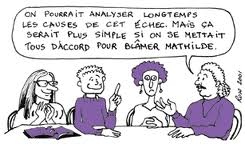 ON POURRAIT ANALYSER LONGTEMPS
LES CAUSES DE CET ÉCHEC. MAIS ÇA
SERAIT PLUS SIMPLE SI ON SE METTAIT
TOUS D'ACCORD POUR BLÂMER MATHILDE.